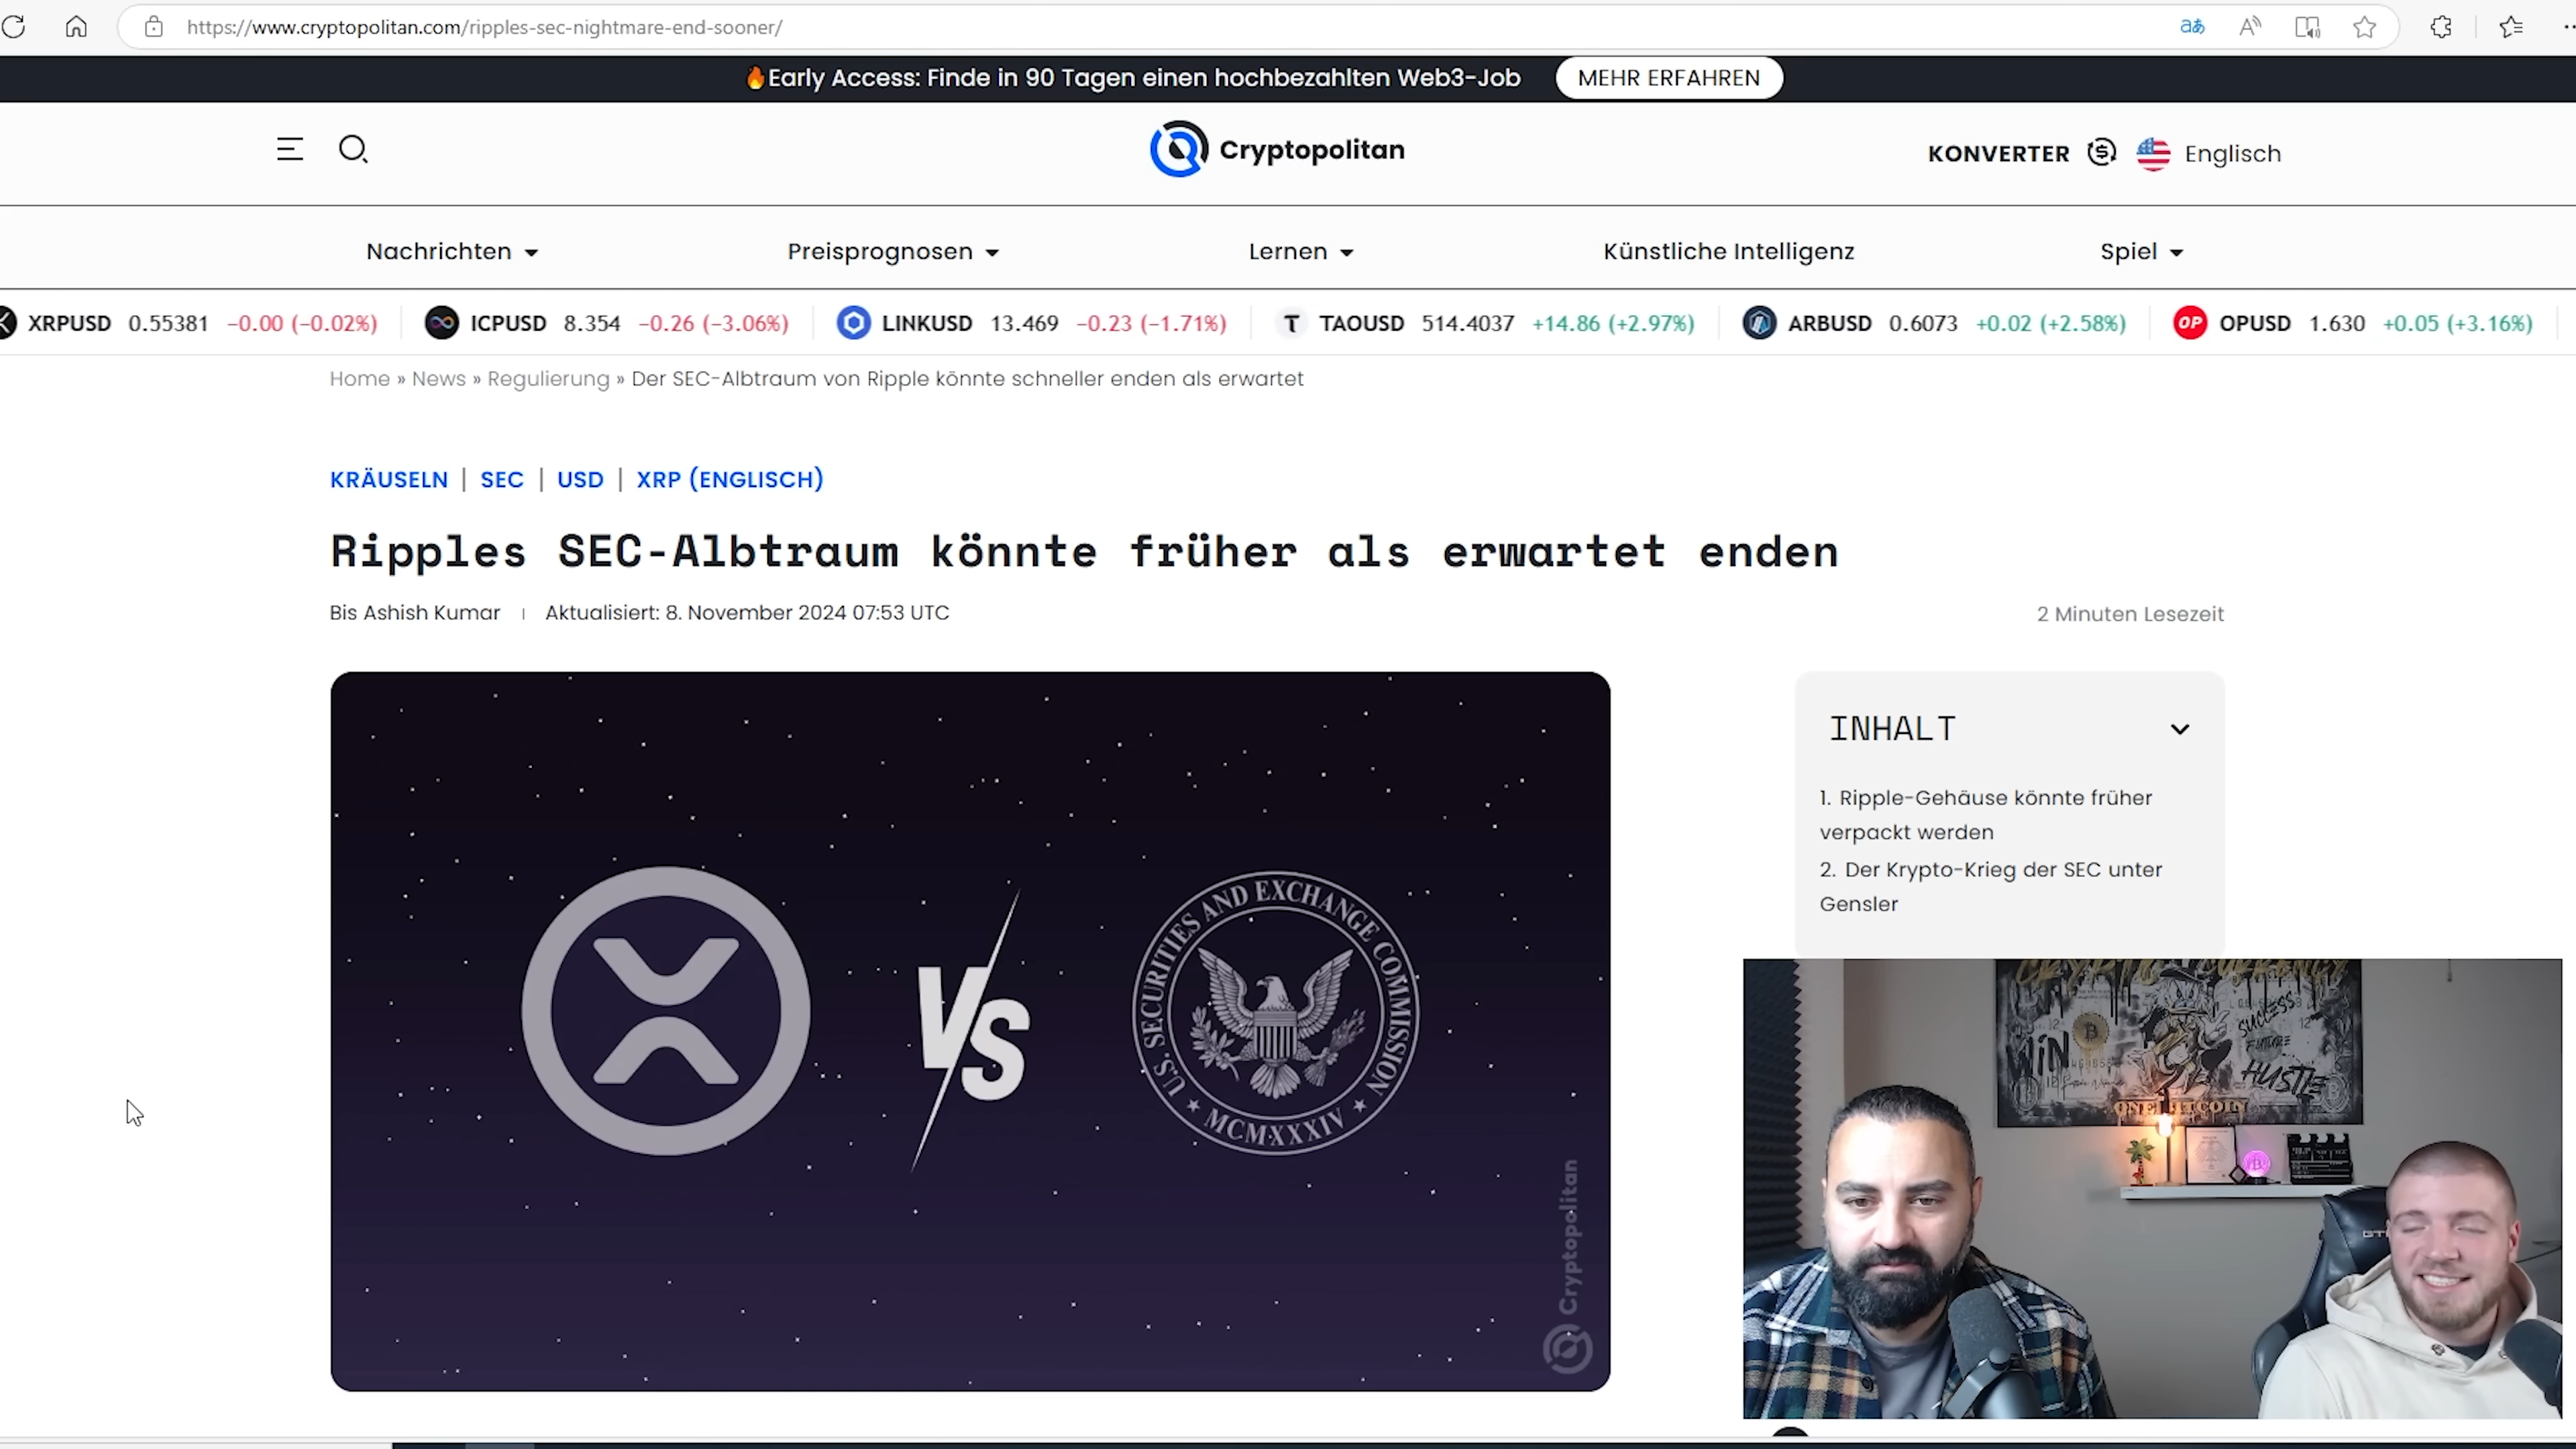 https://www.cryptopolitan.com/ripples-sec-nightmare-end-sooner/
🔥Early Access: Finde in 90 Tagen einen hochbezahlten Web3-Job MEHR ERFAHREN
Cryptopolitan
KONVERTER Englisch
Nachrichten Preisprognosen Lernen Künstliche Intelligenz Spiel
XRPUSD 0.55381 −0.00 (−0.02%) ICPUSD 8.354 −0.26 (−3.06%) LINKUSD 13.469 −0.23 (−1.71%) TAOUSD 514.4037 +14.86 (+2.97%) ARBUSD 0.6073 +0.02 (+2.58%) OP OPUSD 1.630 +0.05 (+3.16%)
Home » News » Regulierung » Der SEC-Albtraum von Ripple könnte schneller enden als erwartet
KRÄUSELN | SEC | USD | XRP (ENGLISCH)
Ripples SEC-Albtraum könnte früher als erwartet enden
Bis Ashish Kumar | Aktualisiert: 8. November 2024 07:53 UTC
2 Minuten Lesezeit
INHALT
1. Ripple-Gehäuse könnte früher
verpackt werden
2. Der Krypto-Krieg der SEC unter
Gensler
VS
U.S. SECURITIES AND EXCHANGE COMMISSION
MCMXXXIV
Cryptopolitan
WIN
SUCCESS
FUTURE
HUSTLE
ONE BITCOIN